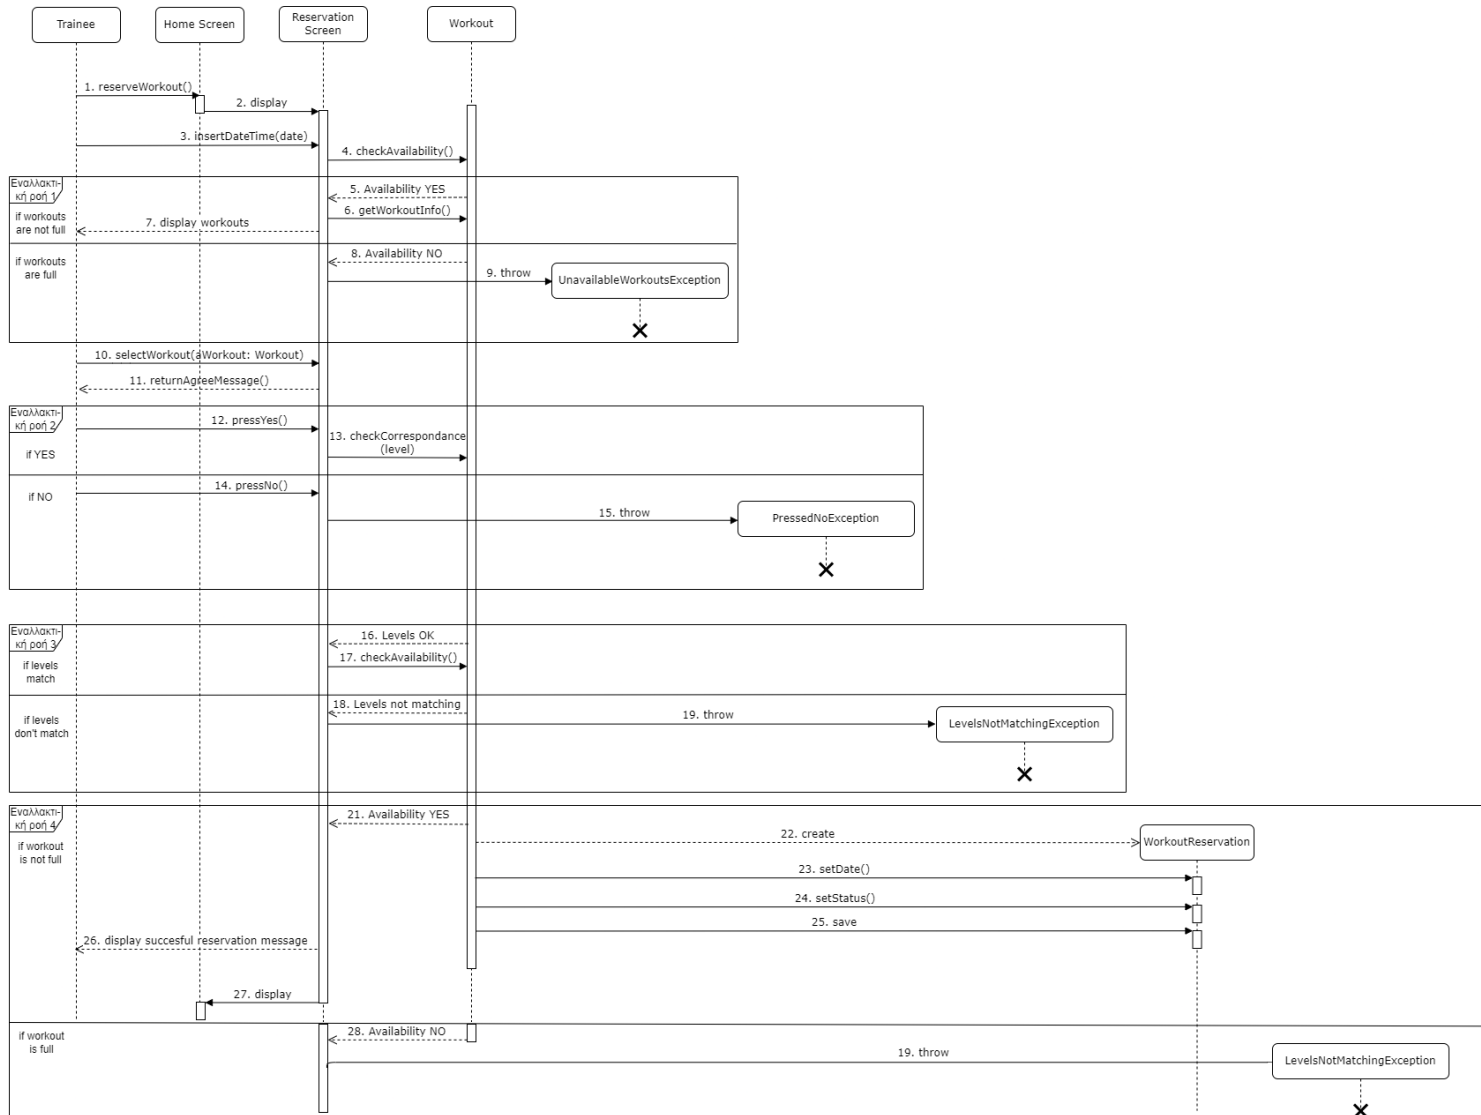 Trainee
Home Screen
Reservation
Screen
Workout
1. reserveWorkout()
2. display
3. insertDateTime(date)
4. checkAvailability()
Εναλλακτι-
κή ροή 1
if workouts
are not full
5. Availability YES
6. getWorkoutInfo()
7. display workouts
if workouts
are full
8. Availability NO
9. throw
UnavailableWorkoutsException
10. selectWorkout(aWorkout: Workout)
11. returnAgreeMessage()
Εναλλακτι-
κή ροή 2
12. pressYes()
if YES
13. checkCorrespondance
(level)
if NO
14. pressNo()
15. throw
PressedNoException
Εναλλακτι-
κή ροή 3
if levels
match
16. Levels OK
17. checkAvailability()
if levels
don't match
18. Levels not matching
19. throw
LevelsNotMatchingException
Εναλλακτι-
κή ροή 4
if workout
is not full
21. Availability YES
22. create
WorkoutReservation
23. setDate()
24. setStatus()
25. save
26. display succesful reservation message
27. display
if workout
is full
28. Availability NO
19. throw
LevelsNotMatchingException